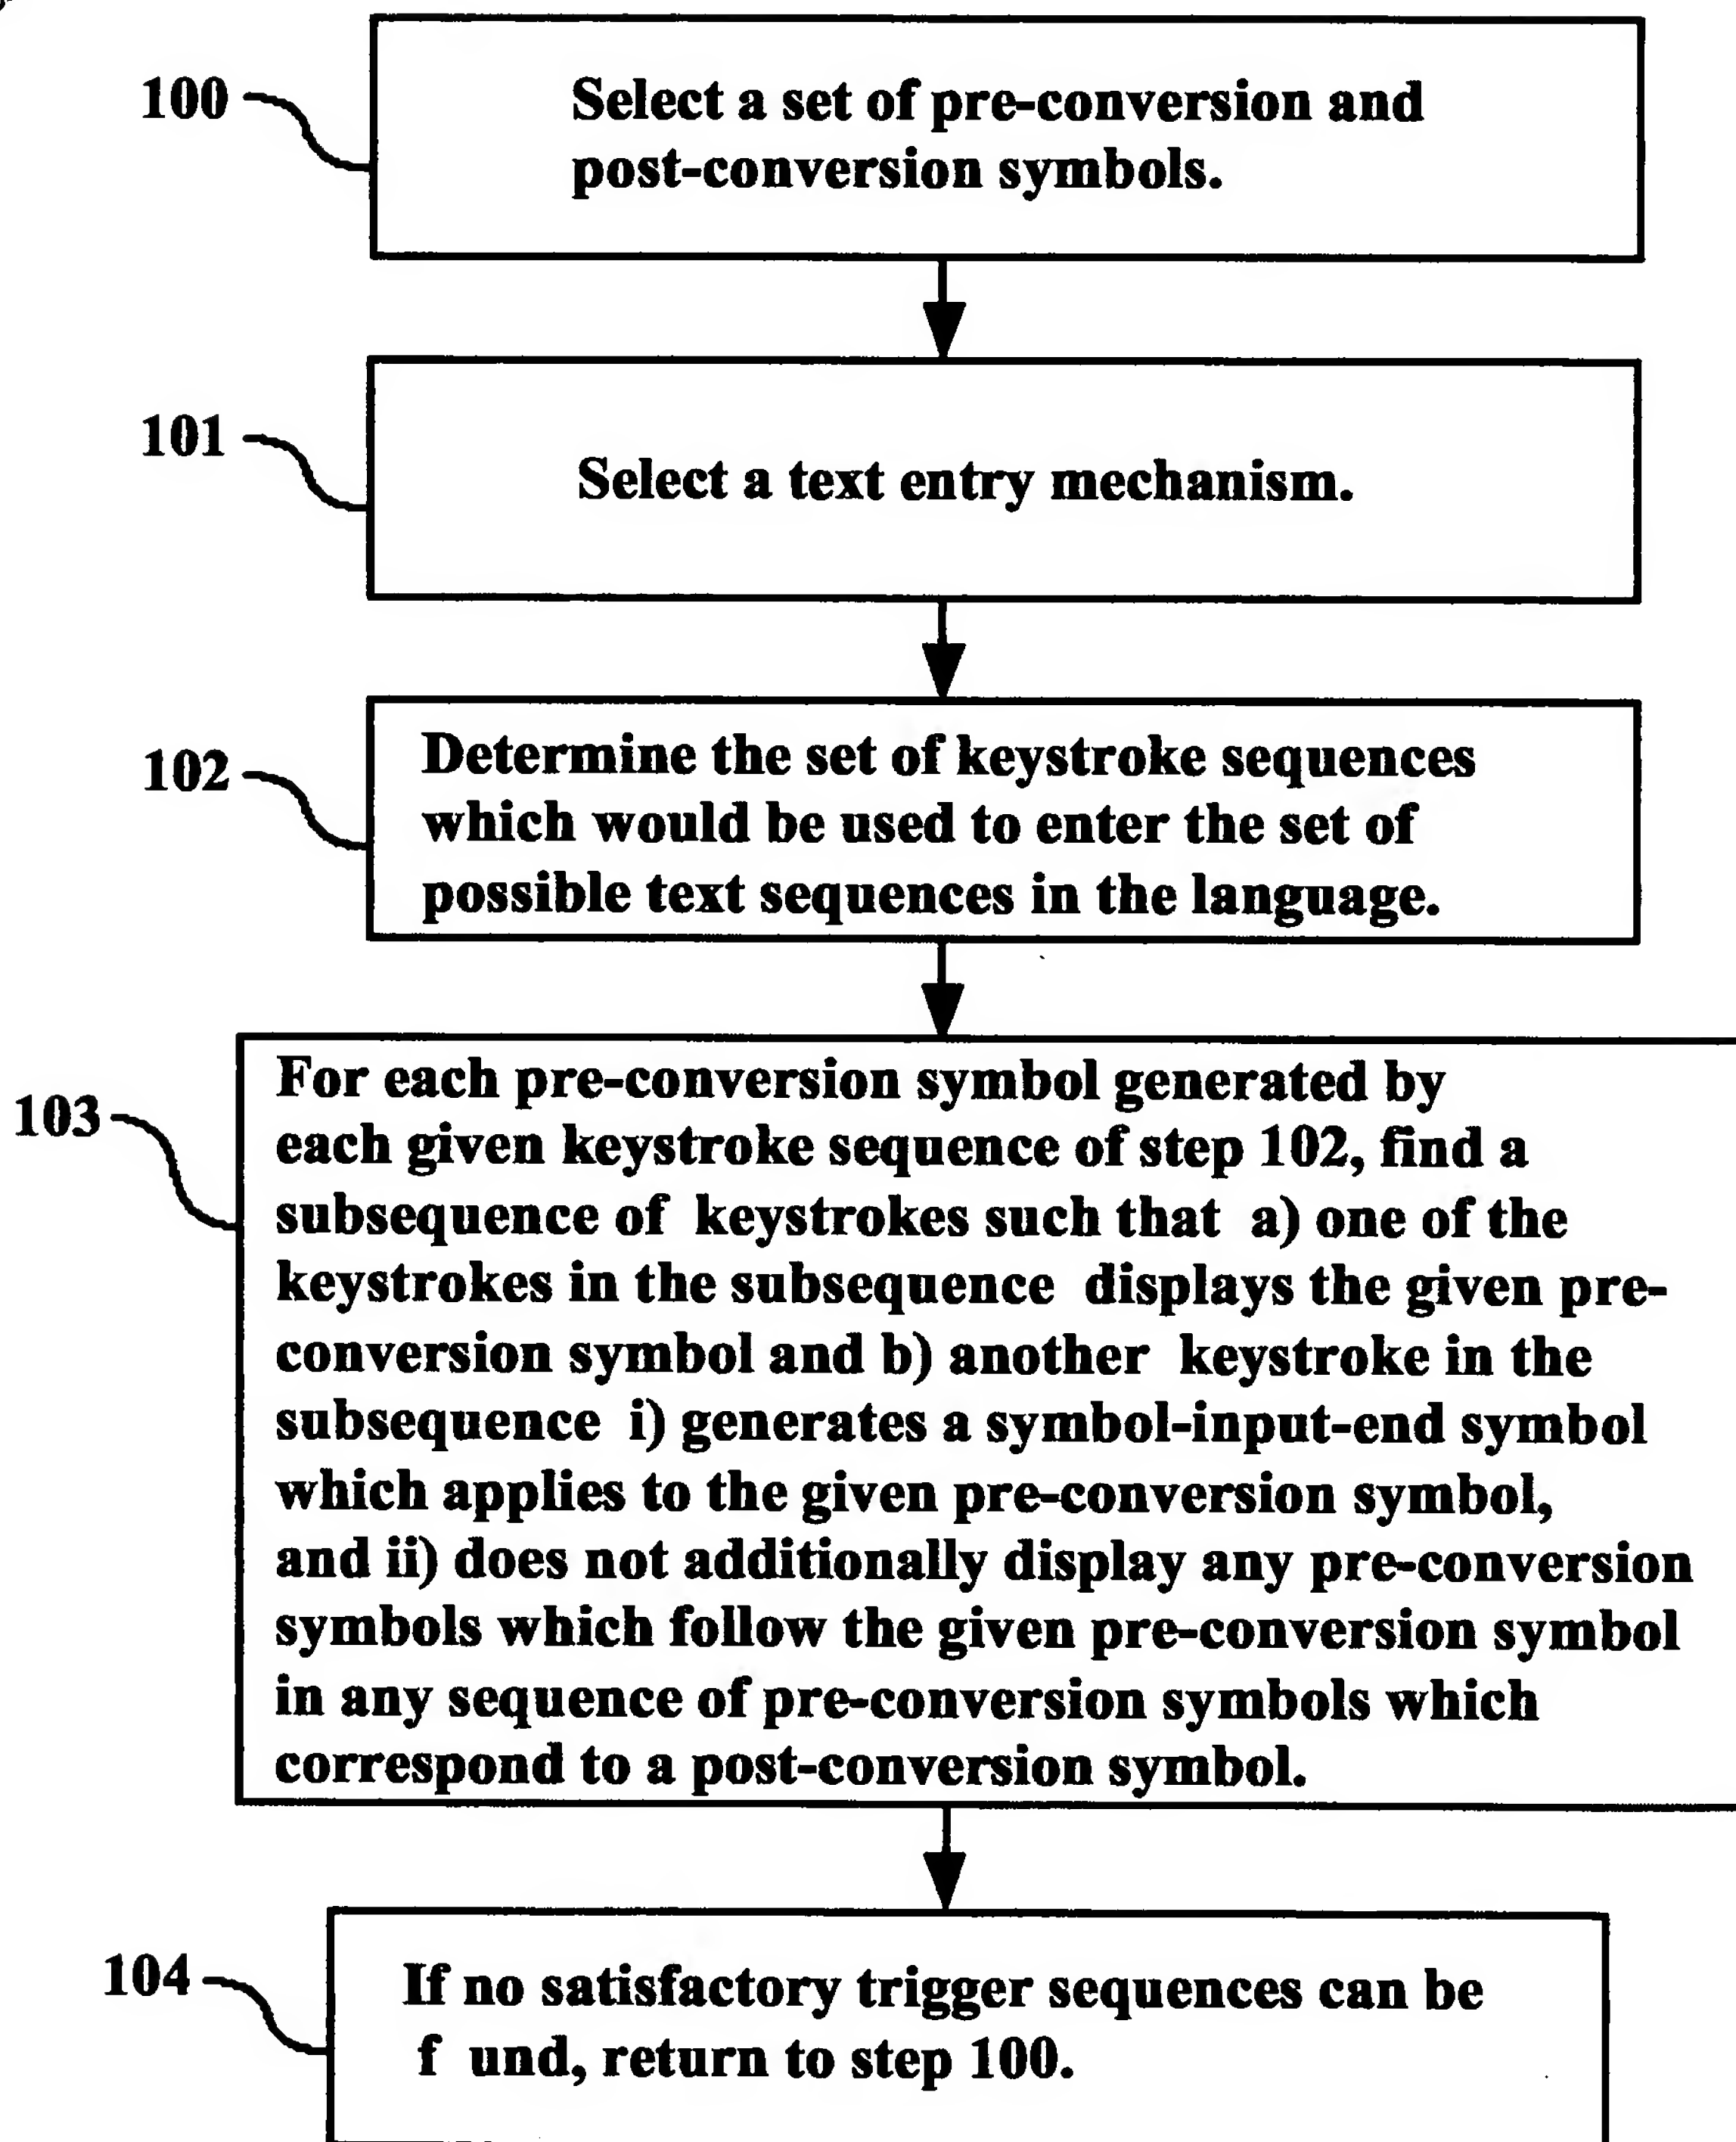 100
Select a set of pre-conversion and
post-conversion symbols.
101
Select a text entry mechanism.
102
Determine the set of keystroke sequences
which would be used to enter the set of
possible text sequences in the language.
103
For each pre-conversion symbol generated by
each given keystroke sequence of step 102, find a
subsequence of keystrokes such that a) one of the
keystrokes in the subsequence displays the given pre-
conversion symbol and b) another keystroke in the
subsequence i) generates a symbol-input-end symbol
which applies to the given pre-conversion symbol,
and ii) does not additionally display any pre-conversion
symbols which follow the given pre-conversion symbol
in any sequence of pre-conversion symbols which
correspond to a post-conversion symbol.
104
If no satisfactory trigger sequences can be
f und, return to step 100.